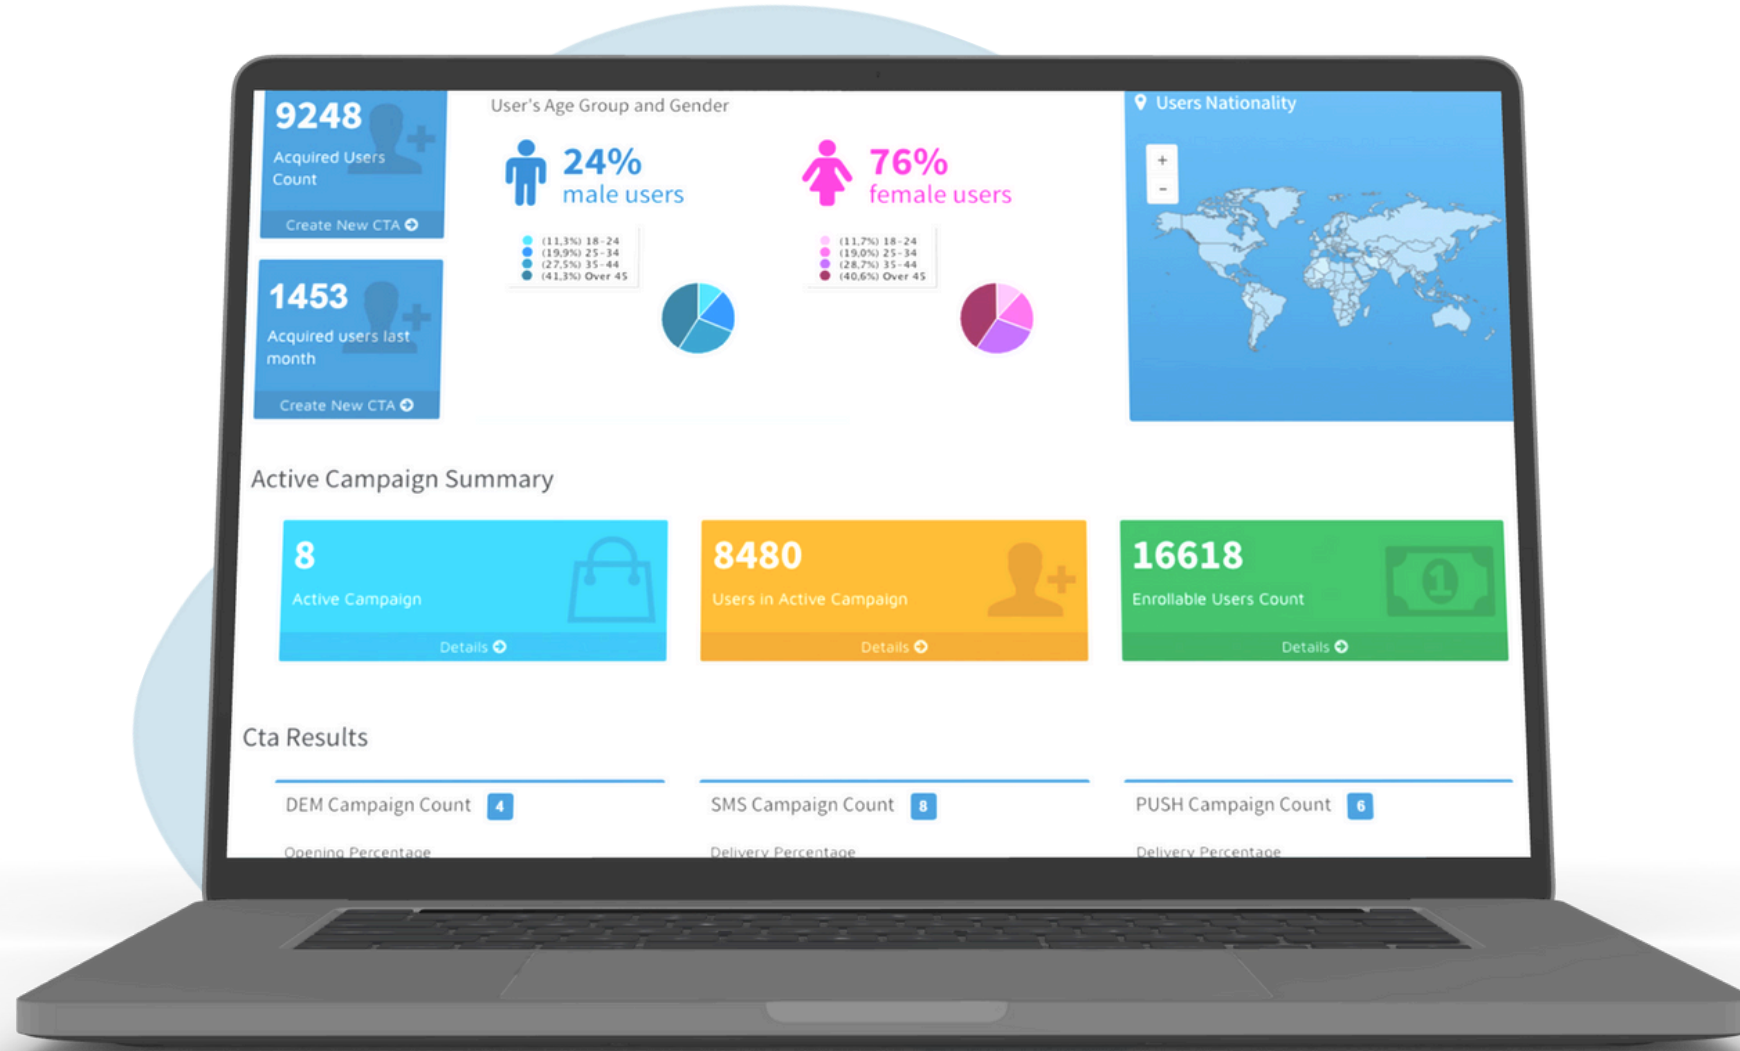 9248
Acquired Users
Count
Create New CTA
1453
Acquired users last
month
Create New CTA
User's Age Group and Gender
24%
male users
(11,3%) 18-24
(19,9%) 25-34
(27,5%) 35-44
(41,3%) Over 45
76%
female users
(11,7%) 18-24
(19,0%) 25-34
(28,7%) 35-44
(40,6%) Over 45
Users Nationality
+
-
Active Campaign Summary
8
Active Campaign
Details
8480
Users in Active Campaign
Details
16618
Enrollable Users Count
1
Details
Cta Results
DEM Campaign Count 4
Opening Percentage
SMS Campaign Count 8
Delivery Percentage
PUSH Campaign Count 6
Delivery Percentage